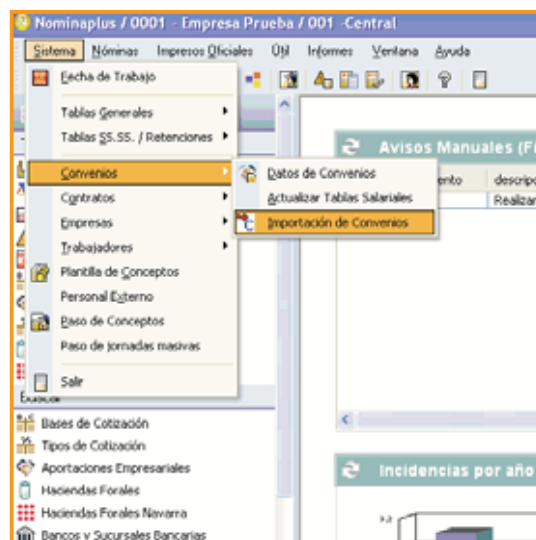 Nominaplus / 0001 - Empresa Prueba / 001 -Central
Sistema Nóminas Impresos Oficiales Útil Informes Ventana Ayuda
Fecha de Trabajo
Tablas Generales
Tablas SS.SS. / Retenciones
Convenios
Contratos
Empresas
Trabajadores
Plantilla de Conceptos
Personal Externo
Paso de Conceptos
Paso de jornadas masivas
Salir
Datos de Convenios
Actualizar Tablas Salariales
Importación de Convenios
Avisos Manuales (F
ento descripc
Realizar
Buscar
Bases de Cotización
Tipos de Cotización
Aportaciones Empresariales
Haciendas Forales
Haciendas Forales Navarra
Bancos y Sucursales Bancarias
Incidencias por año